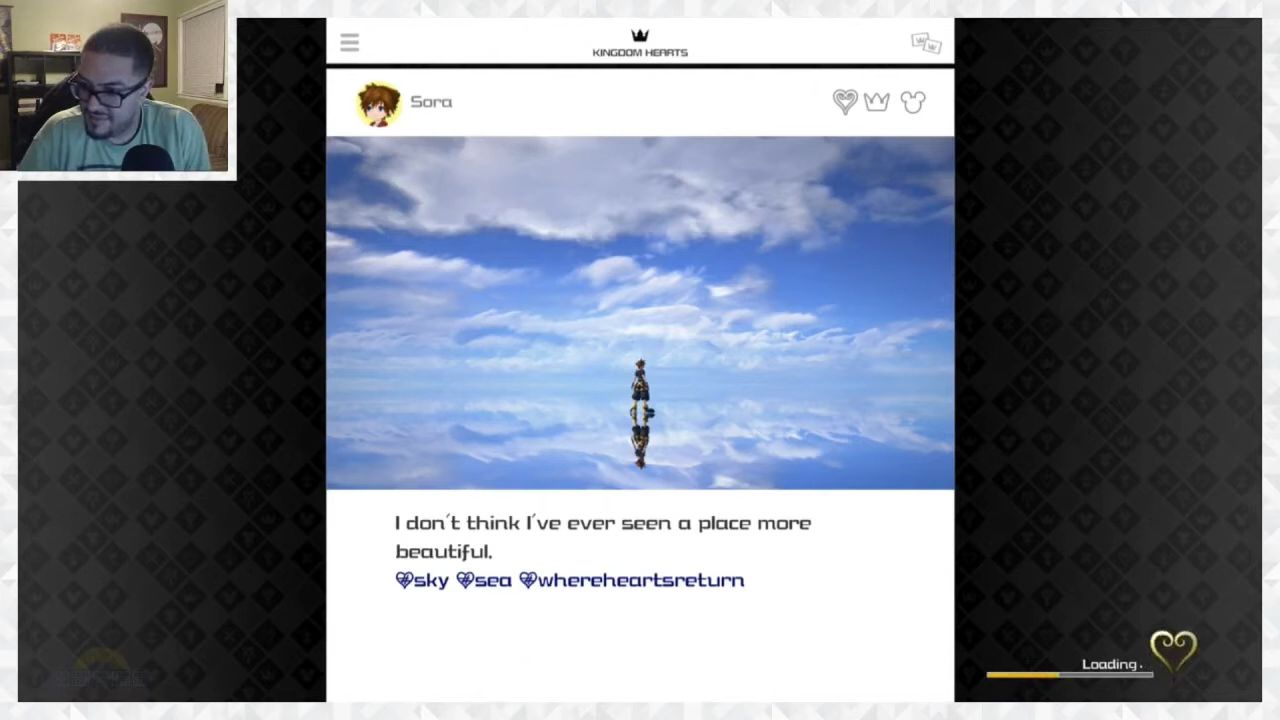 KINGDOM HEARTS
Sora
I don't think I've ever seen a place more
beautiful.
sky sea whereheartsreturn
Loading.